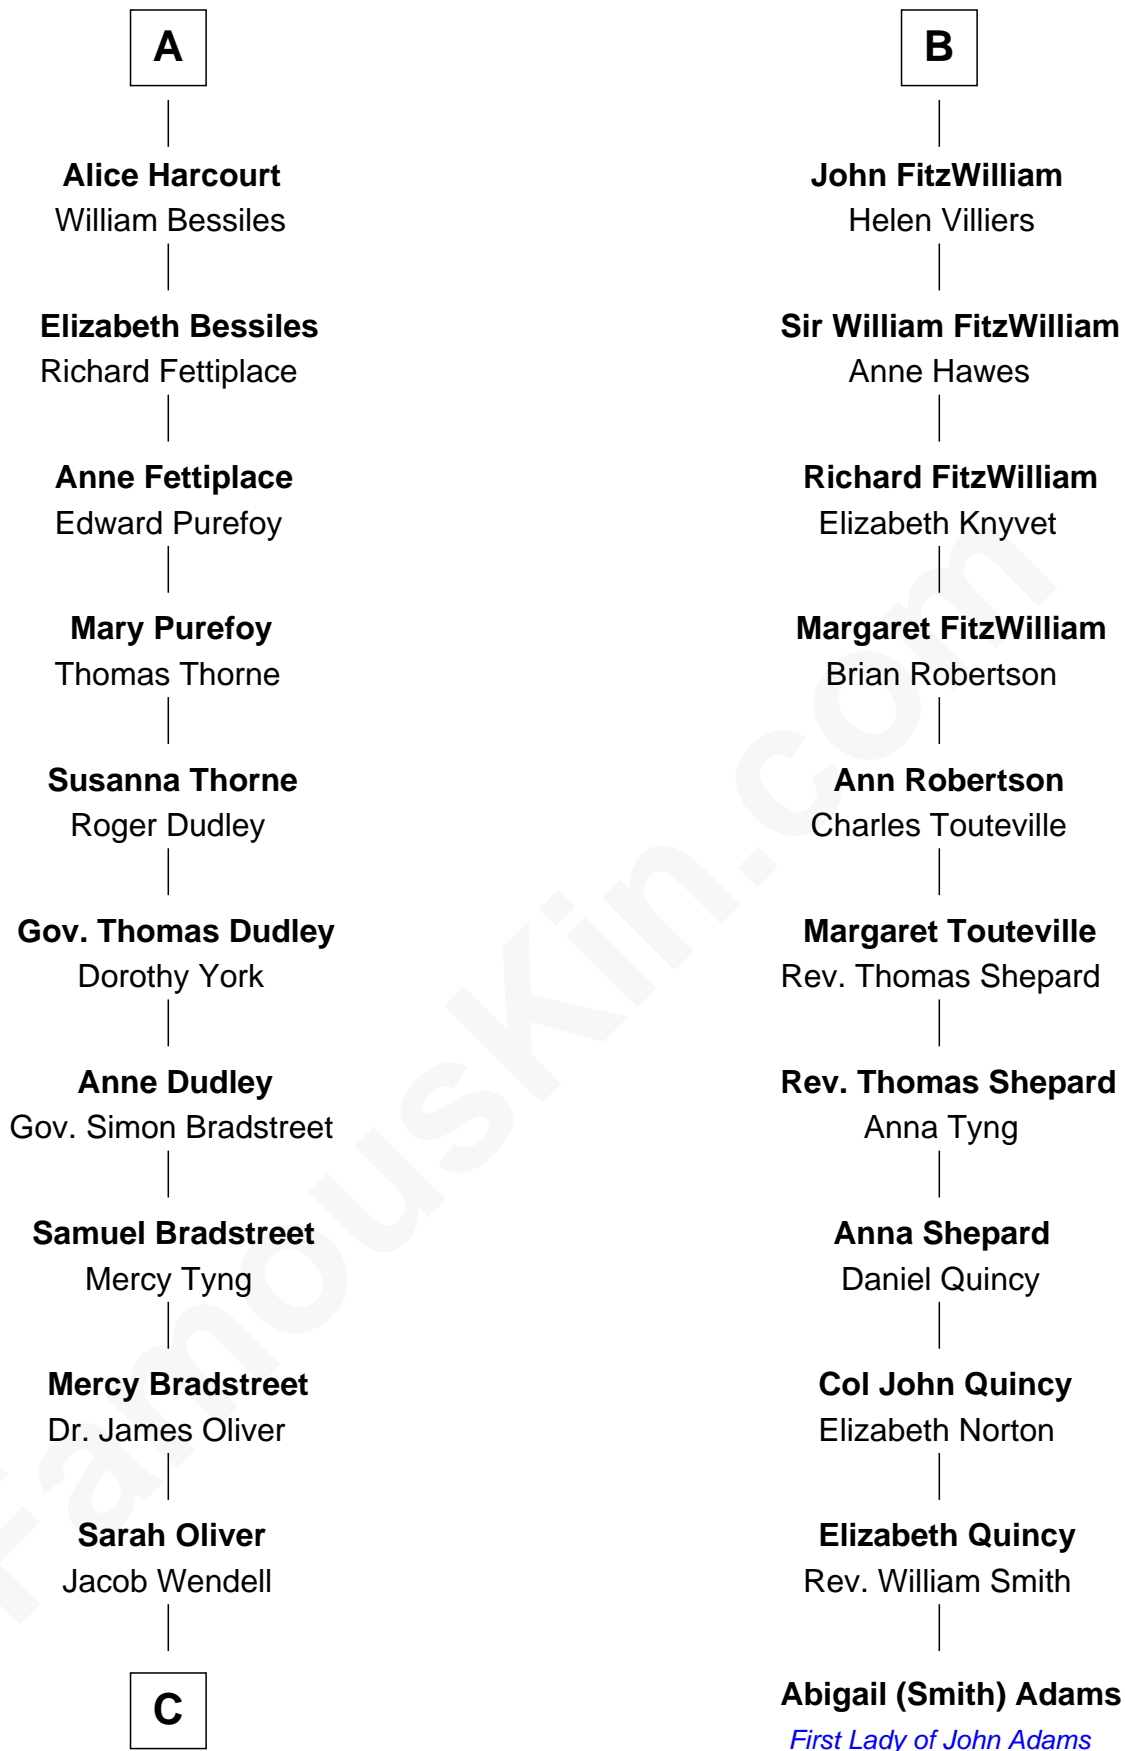 A
Alice Harcourt
William Bessiles
Elizabeth Bessiles
Richard Fettiplace
Anne Fettiplace
Edward Purefoy
Mary Purefoy
Thomas Thorne
Susanna Thorne
Roger Dudley
Gov. Thomas Dudley
Dorothy York
Anne Dudley
Gov. Simon Bradstreet
Samuel Bradstreet
Mercy Tyng
Mercy Bradstreet
Dr. James Oliver
Sarah Oliver
Jacob Wendell
C
B
John FitzWilliam
Helen Villiers
Sir William FitzWilliam
Anne Hawes
Richard FitzWilliam
Elizabeth Knyvet
Margaret FitzWilliam
Brian Robertson
Ann Robertson
Charles Touteville
Margaret Touteville
Rev. Thomas Shepard
Rev. Thomas Shepard
Anna Tyng
Anna Shepard
Daniel Quincy
Col John Quincy
Elizabeth Norton
Elizabeth Quincy
Rev. William Smith
Abigail (Smith) Adams
First Lady of John Adams
FamousKin.com